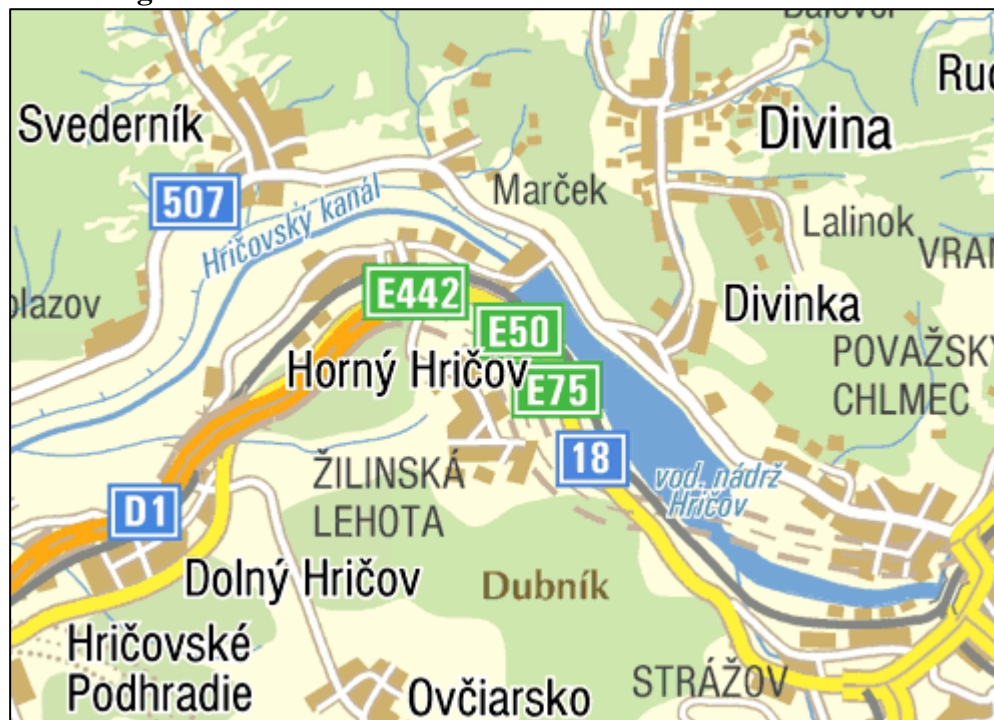 Svederník
Divina
507
Hričovský kanál
Marček
Lalinok
E442
E50
Divinka
Horný Hričov
E75
POVAŽSKÝ
CHLMEC
18
ŽILINSKÁ
LEHOTA
vod. nádrž
Hričov
D1
Dolný Hričov
Dubník
Hričovské
Podhradie
Ovčiarsko
STRÁŽOV